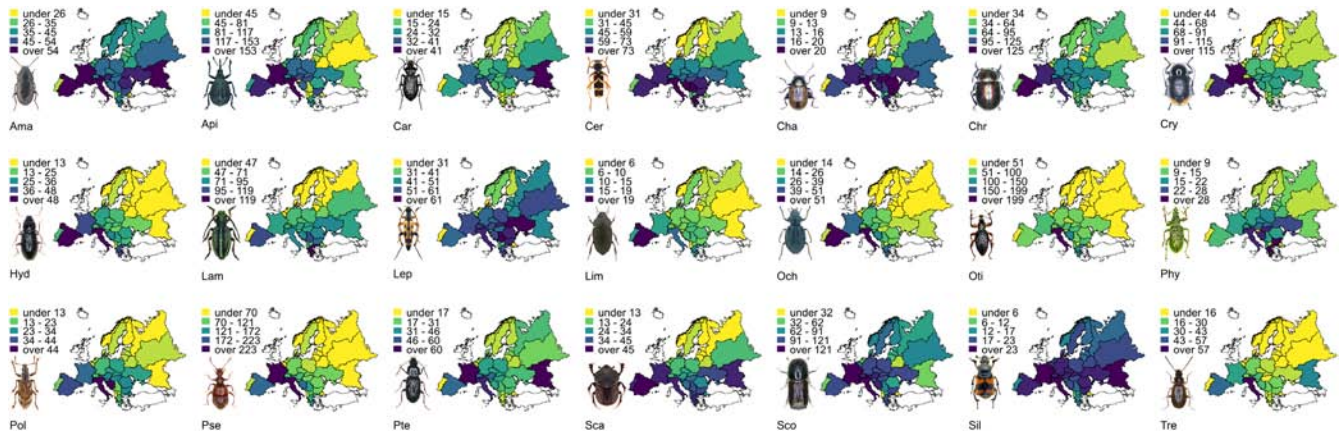 under 26
26 - 35
35 - 45
45 - 54
over 54
Ama
under 45
45 - 81
81 - 117
117 - 153
over 153
Api
under 15
15 - 24
24 - 32
32 - 41
over 41
Car
under 31
31 - 45
45 - 59
59 - 73
over 73
Cer
under 9
9 - 13
13 - 16
16 - 20
over 20
Cha
under 34
34 - 64
64 - 95
95 - 125
over 125
Chr
under 44
44 - 68
68 - 91
91 - 115
over 115
Cry
under 13
13 - 25
25 - 36
36 - 48
over 48
Hyd
under 47
47 - 71
71 - 95
95 - 119
over 119
Lam
under 31
31 - 41
41 - 51
51 - 61
over 61
Lep
under 6
6 - 10
10 - 15
15 - 19
over 19
Lim
under 14
14 - 26
26 - 39
39 - 51
over 51
Och
under 51
51 - 100
100 - 150
150 - 199
over 199
Oti
under 9
9 - 15
15 - 22
22 - 28
over 28
Phy
under 13
13 - 23
23 - 34
34 - 44
over 44
Pol
under 70
70 - 121
121 - 172
172 - 223
over 223
Pse
under 17
17 - 31
31 - 46
46 - 60
over 60
Pte
under 13
13 - 24
24 - 34
34 - 45
over 45
Sca
under 32
32 - 62
62 - 91
91 - 121
over 121
Sco
under 6
6 - 12
12 - 17
17 - 23
over 23
Sil
under 16
16 - 30
30 - 43
43 - 57
over 57
Tre